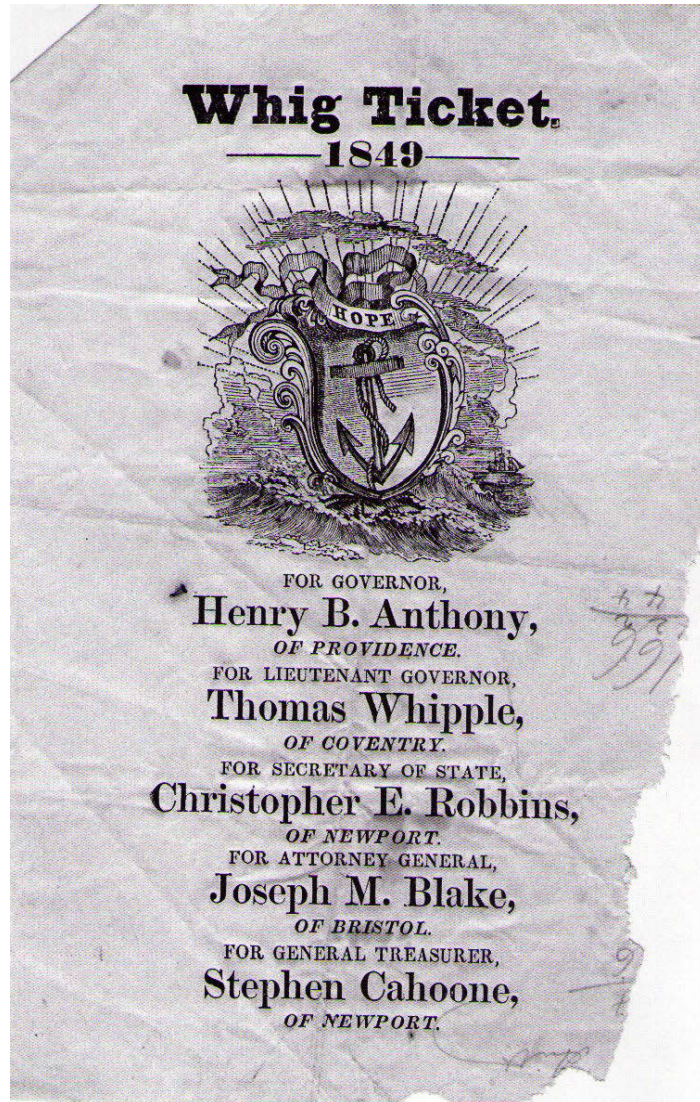 Whig Ticket.
1849
HOPE
FOR GOVERNOR,
Henry B. Anthony,
OF PROVIDENCE.
FOR LIEUTENANT GOVERNOR,
Thomas Whipple,
OF COVENTRY.
FOR SECRETARY OF STATE,
Christopher E. Robbins,
OF NEWPORT.
FOR ATTORNEY GENERAL,
Joseph M. Blake,
OF BRISTOL.
FOR GENERAL TREASURER,
Stephen Cahoone,
OF NEWPORT.